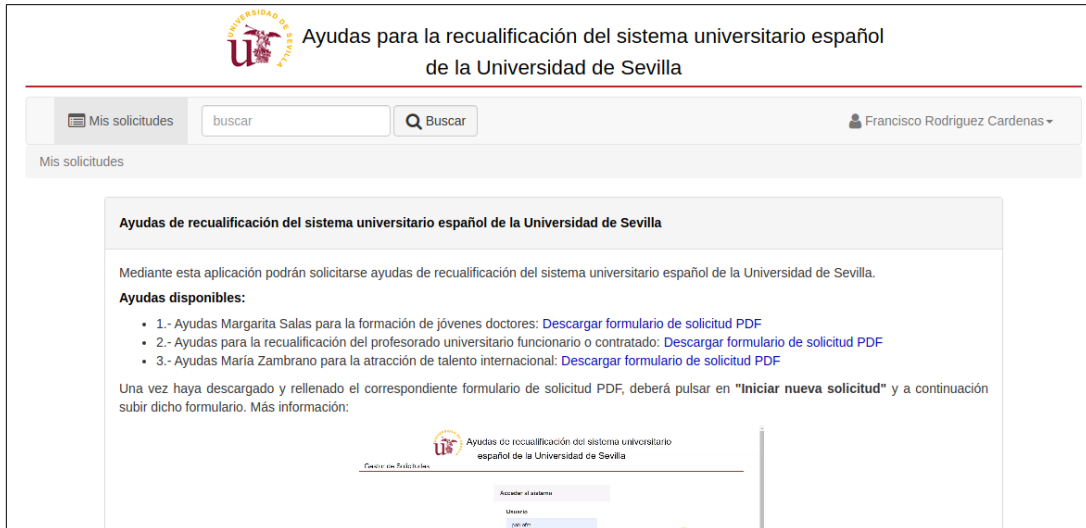 UNIVERSIDAD DE SEVILLA
Ayudas para la recualificación del sistema universitario español
de la Universidad de Sevilla
Mis solicitudes
buscar
Buscar
Francisco Rodriguez Cardenas
Mis solicitudes
Ayudas de recualificación del sistema universitario español de la Universidad de Sevilla
Mediante esta aplicación podrán solicitarse ayudas de recualificación del sistema universitario español de la Universidad de Sevilla.
Ayudas disponibles:
• 1.- Ayudas Margarita Salas para la formación de jóvenes doctores: Descargar formulario de solicitud PDF
• 2.- Ayudas para la recualificación del profesorado universitario funcionario o contratado: Descargar formulario de solicitud PDF
• 3.- Ayudas María Zambrano para la atracción de talento internacional: Descargar formulario de solicitud PDF
Una vez haya descargado y rellenado el correspondiente formulario de solicitud PDF, deberá pulsar en "Iniciar nueva solicitud" y a continuación
subir dicho formulario. Más información:
Ayudas de recualificación del sistema universitario
español de la Universidad de Sevilla
Gestor de Solicitudes
Acceder al sistema
Usuario